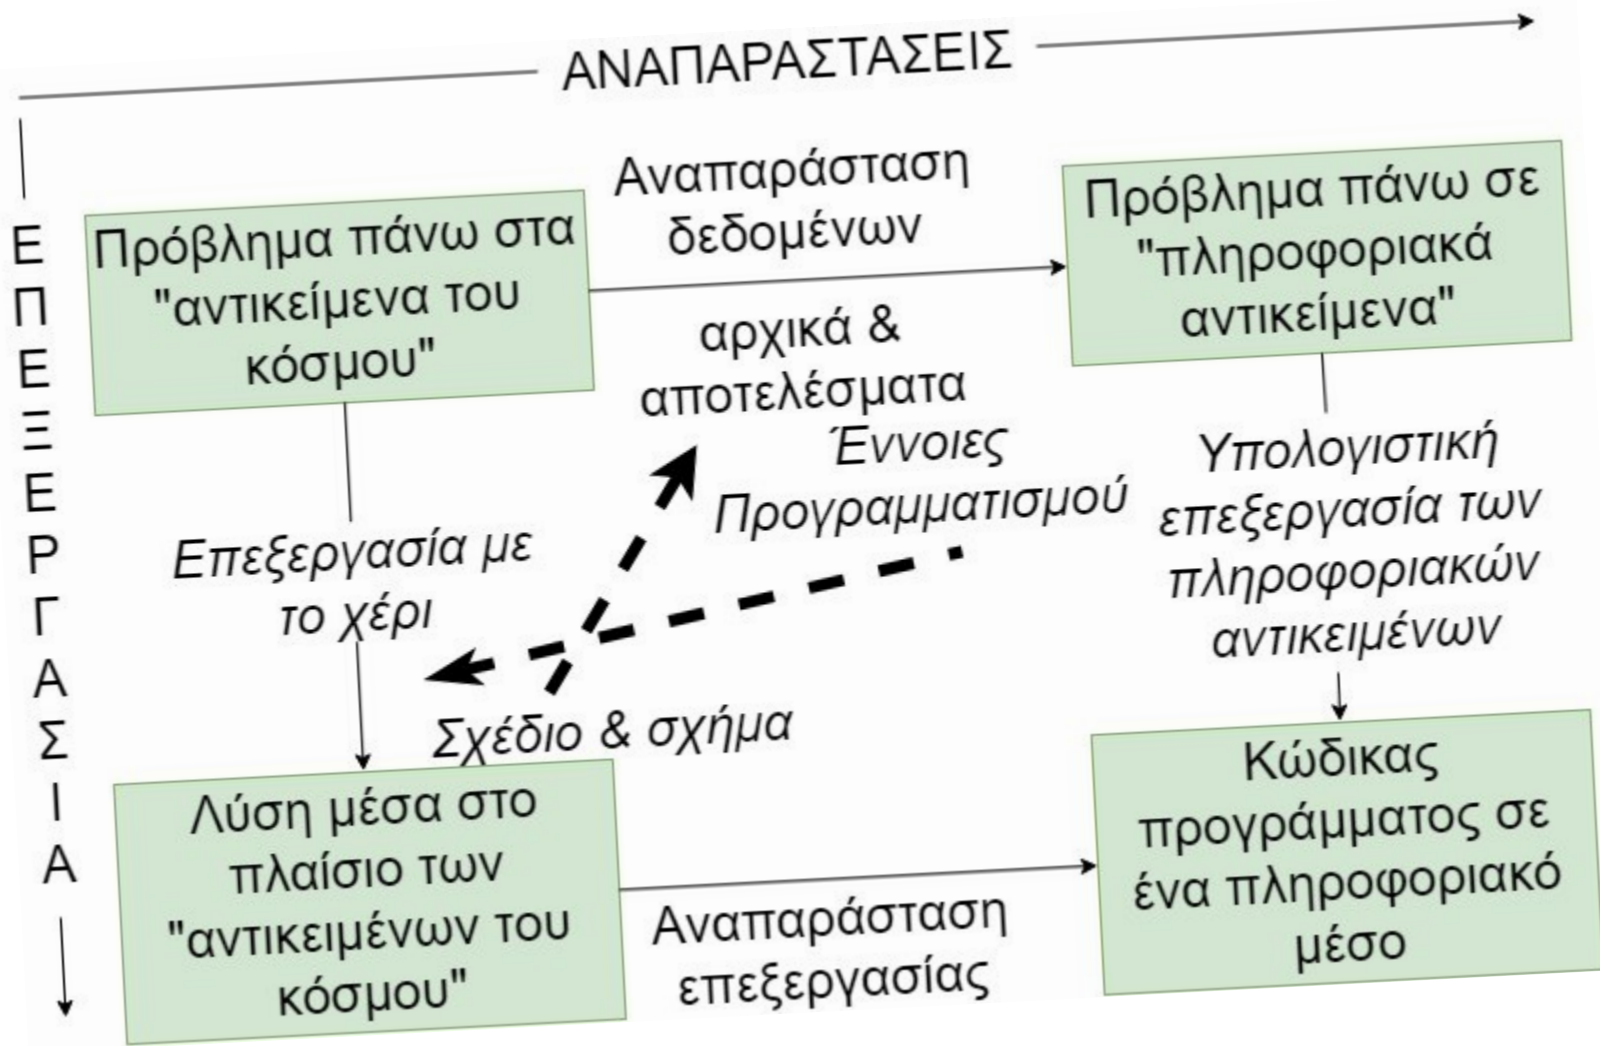 ΑΝΑΠΑΡΑΣΤΑΣΕΙΣ
ΕΠΕΞΕΡΓΑΣΙΑ
Πρόβλημα πάνω στα
"αντικείμενα του
κόσμου"
Αναπαράσταση
δεδομένων
αρχικά &
αποτελέσματα
Πρόβλημα πάνω σε
"πληροφοριακά
αντικείμενα"
Επεξεργασία με
το χέρι
Έννοιες
Προγραμματισμού
Σχέδιο & σχήμα
Υπολογιστική
επεξεργασία των
πληροφοριακών
αντικειμένων
Λύση μέσα στο
πλαίσιο των
"αντικειμένων του
κόσμου"
Αναπαράσταση
επεξεργασίας
Κώδικας
προγράμματος σε
ένα πληροφοριακό
μέσο